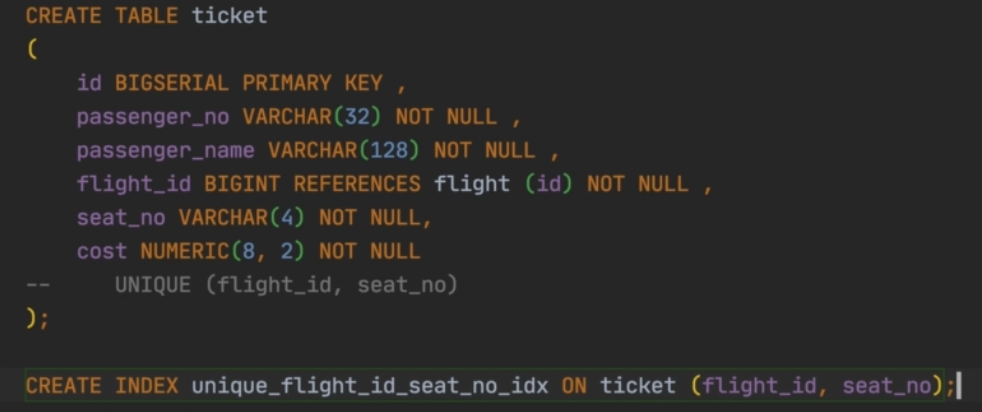 CREATE TABLE ticket
(
    id BIGSERIAL PRIMARY KEY ,
    passenger_no VARCHAR(32) NOT NULL ,
    passenger_name VARCHAR(128) NOT NULL ,
    flight_id BIGINT REFERENCES flight (id) NOT NULL ,
    seat_no VARCHAR(4) NOT NULL,
    cost NUMERIC(8, 2) NOT NULL
--     UNIQUE (flight_id, seat_no)
);
CREATE INDEX unique_flight_id_seat_no_idx ON ticket (flight_id, seat_no);